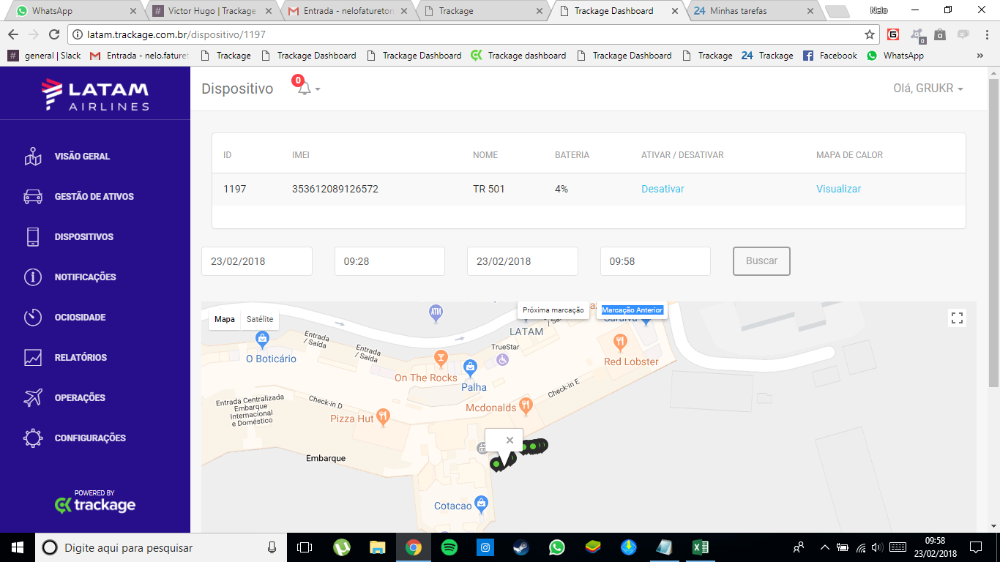 WhatsApp
Victor Hugo | Trackage
Entrada - nelofatureton
Trackage
Trackage Dashboard
24 Minhas tarefas
Nelo
latam.trackage.com.br/dispositivo/1197
general | Slack
Entrada - nelo.faturet
Trackage
Trackage Dashboard
Trackage Dashboard
Trackage dashboard
Trackage Dashboard
Trackage
24 Trackage
Facebook
WhatsApp
LATAM
AIRLINES
Dispositivo
0
Olá, GRUKR
VISÃO GERAL
GESTÃO DE ATIVOS
DISPOSITIVOS
NOTIFICAÇÕES
OCIOSIDADE
RELATÓRIOS
OPERAÇÕES
CONFIGURAÇÕES
POWERED BY
trackage
ID IMEI NOME BATERIA ATIVAR / DESATIVAR MAPA DE CALOR
1197 353612089126572 TR 501 4% Desativar Visualizar
23/02/2018 09:28 23/02/2018 09:58 Buscar
Mapa Satélite
Próxima marcação
Marcação Anterior
ATM
LATAM
Entrada
/ Saída
Entrada
/ Saída
O Boticário
TrueStar
Red Lobster
On The Rocks
Palha
Check-in E
Entrada Centralizada
Embarque
Internacional
e Doméstico
Check-in D
Mcdonalds
Pizza Hut
Embarque
Cotacao
Digite aqui para pesquisar
09:58
23/02/2018